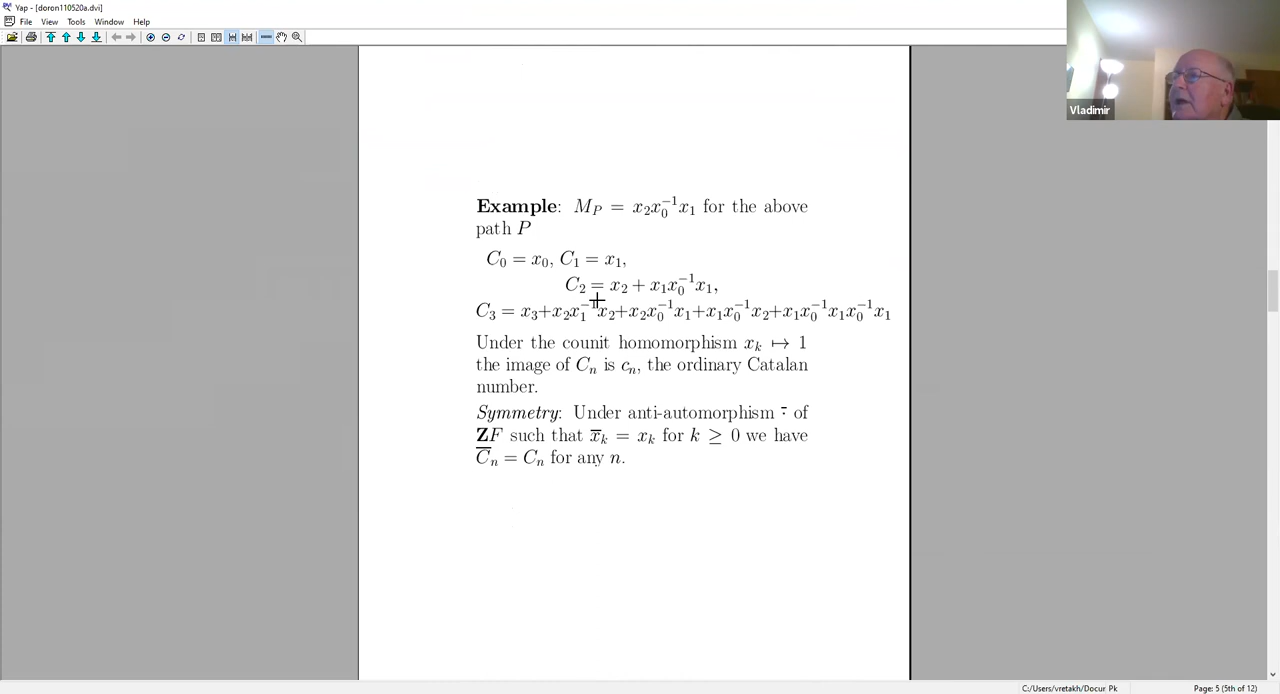 Yap - [doron110520a.dvi]
File View Tools Window Help
Vladimir
Example: M_P = x_2x_0^{-1}x_1 for the above
path P
C_0 = x_0, C_1 = x_1,
C_2 = x_2 + x_1x_0^{-1}x_1,
C_3 = x_3+x_2x_1^{-1}x_2+x_2x_0^{-1}x_1+x_1x_0^{-1}x_2+x_1x_0^{-1}x_1x_0^{-1}x_1
Under the counit homomorphism x_k ↦ 1
the image of C_n is c_n, the ordinary Catalan
number.
Symmetry: Under anti-automorphism ‾· of
ZF such that x̅_k = x_k for k ≥ 0 we have
C̅_n = C_n for any n.
C:/Users/vretakh/Docur Pk
Page: 5 (5th of 12)